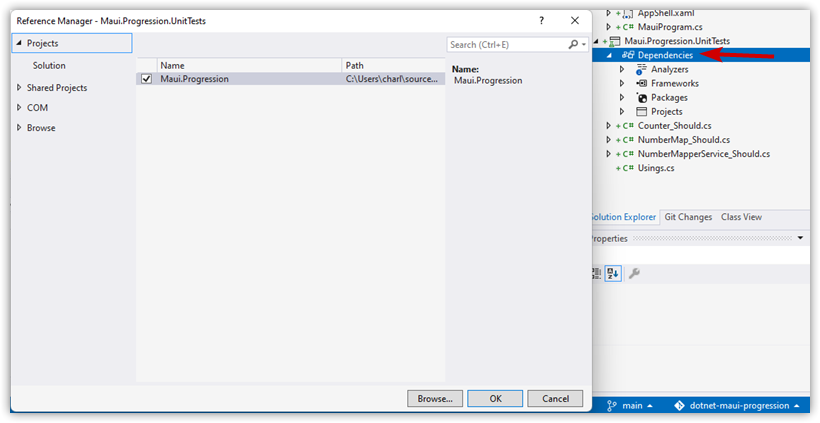 Reference Manager - Maui.Progression.UnitTests
Projects
Solution
Shared Projects
COM
Browse
Name
Path
Maui.Progression
C:\Users\charl\source...
Search (Ctrl+E)
Name:
Maui.Progression
Browse...
OK
Cancel
AppShell.xaml
C# MauiProgram.cs
Maui.Progression.UnitTests
Dependencies
Analyzers
Frameworks
Packages
Projects
C# Counter_Should.cs
C# NumberMap_Should.cs
C# NumberMapperService_Should.cs
C# Usings.cs
Solution Explorer
Git Changes
Class View
Properties
main
dotnet-maui-progression